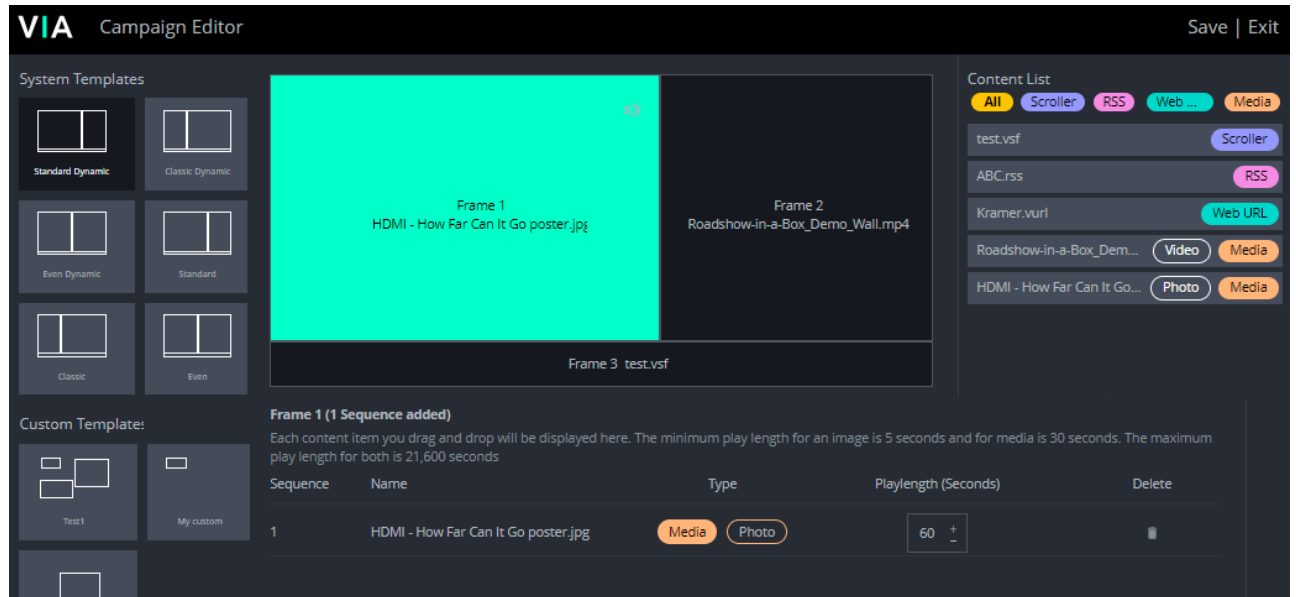 VIA Campaign Editor Save | Exit
System Templates
Standard Dynamic Classic Dynamic
Even Dynamic Standard
Classic Even
Custom Templates
Test1 My custom
Frame 1
HDMI - How Far Can It Go poster.jpg
Frame 2
Roadshow-in-a-Box_Demo_Wall.mp4
Frame 3 test.vsf
Content List
All Scroller RSS Web ... Media
test.vsf Scroller
ABC.rss RSS
Kramer.vurl Web URL
Roadshow-in-a-Box_Dem... Video Media
HDMI - How Far Can It Go... Photo Media
Frame 1 (1 Sequence added)
Each content item you drag and drop will be displayed here. The minimum play length for an image is 5 seconds and for media is 30 seconds. The maximum
play length for both is 21,600 seconds
Sequence Name Type Playlength (Seconds) Delete
1 HDMI - How Far Can It Go poster.jpg Media Photo 60 + −